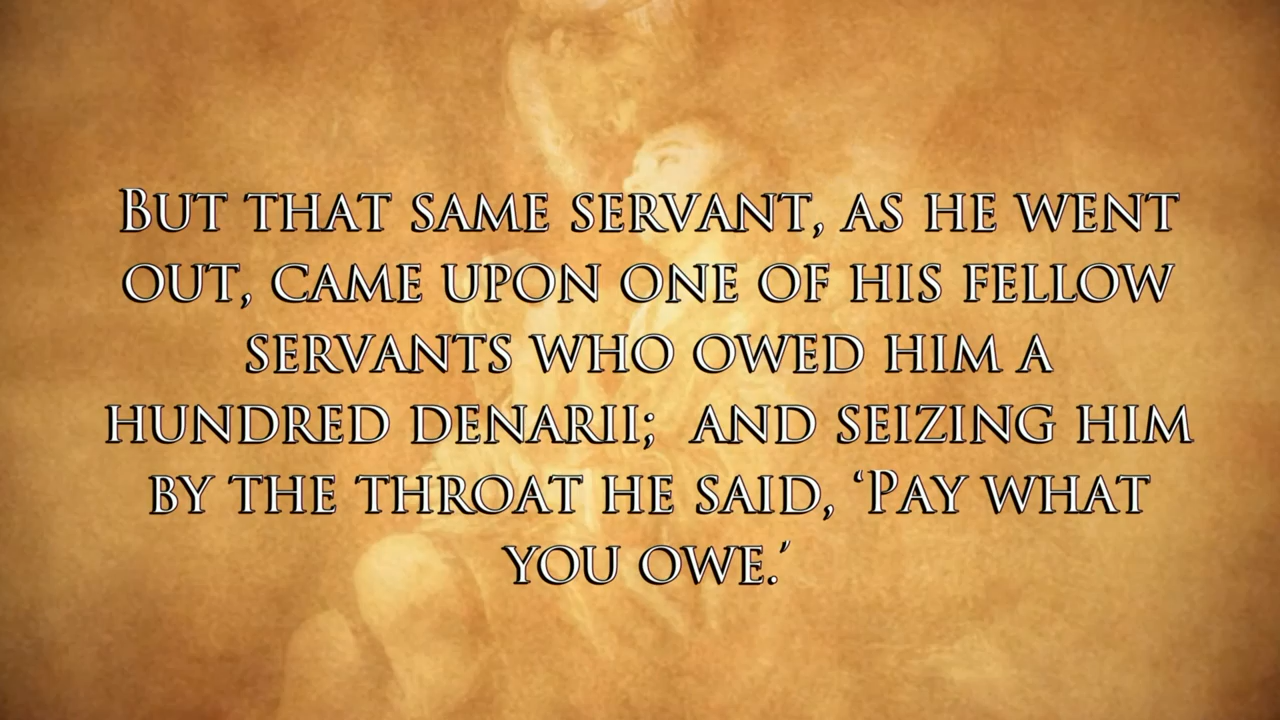 But that same servant, as he went
out, came upon one of his fellow
servants who owed him a
hundred denarii;  and seizing him
by the throat he said, ‘Pay what
you owe.’